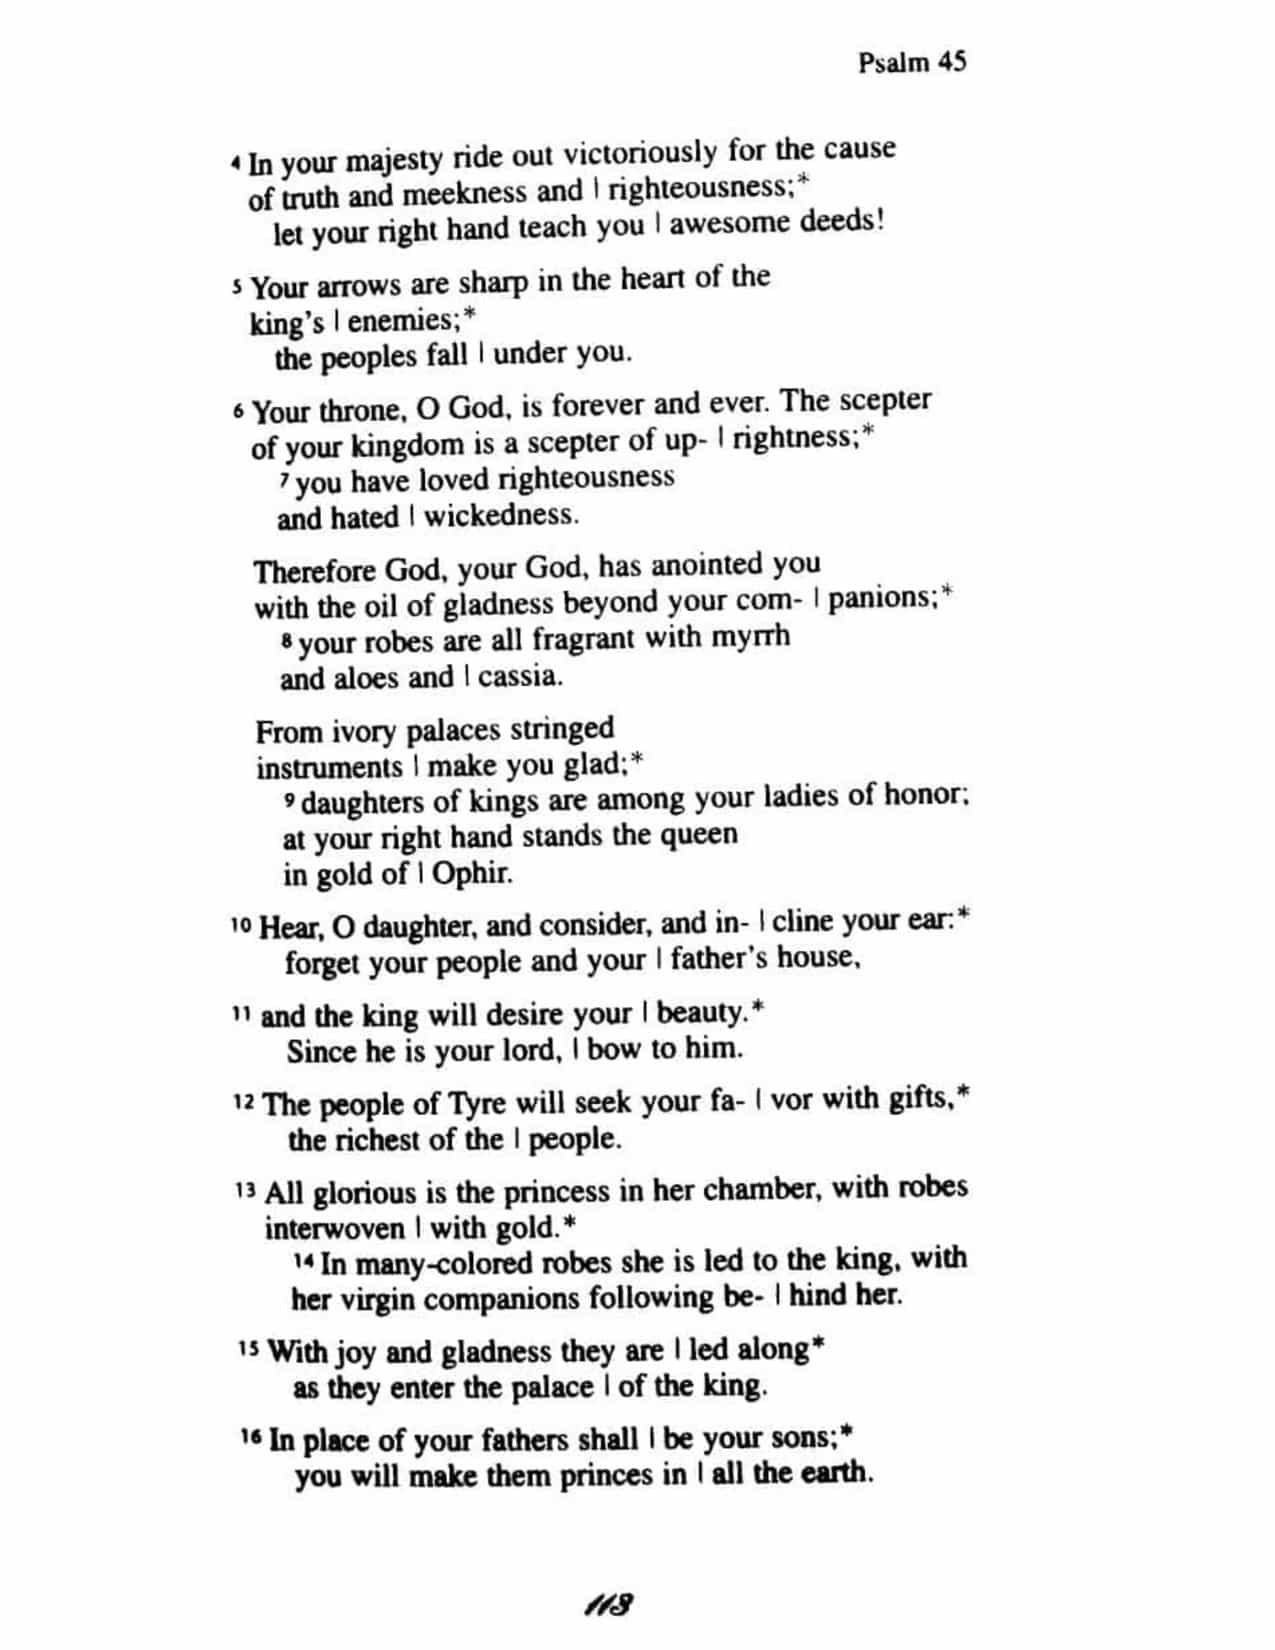 Psalm 45
4 In your majesty ride out victoriously for the cause
of truth and meekness and | righteousness;*
let your right hand teach you | awesome deeds!
5 Your arrows are sharp in the heart of the
king's | enemies;*
the peoples fall | under you.
6 Your throne, O God, is forever and ever. The scepter
of your kingdom is a scepter of up- | rightness;*
7 you have loved righteousness
and hated | wickedness.
Therefore God, your God, has anointed you
with the oil of gladness beyond your com- | panions;*
8 your robes are all fragrant with myrrh
and aloes and | cassia.
From ivory palaces stringed
instruments | make you glad;*
9 daughters of kings are among your ladies of honor;
at your right hand stands the queen
in gold of | Ophir.
10 Hear, O daughter, and consider, and in- | cline your ear:*
forget your people and your | father's house,
11 and the king will desire your | beauty.*
Since he is your lord, | bow to him.
12 The people of Tyre will seek your fa- | vor with gifts,*
the richest of the | people.
13 All glorious is the princess in her chamber, with robes
interwoven | with gold.*
14 In many-colored robes she is led to the king, with
her virgin companions following be- | hind her.
15 With joy and gladness they are | led along*
as they enter the palace | of the king.
16 In place of your fathers shall | be your sons;*
you will make them princes in | all the earth.
113